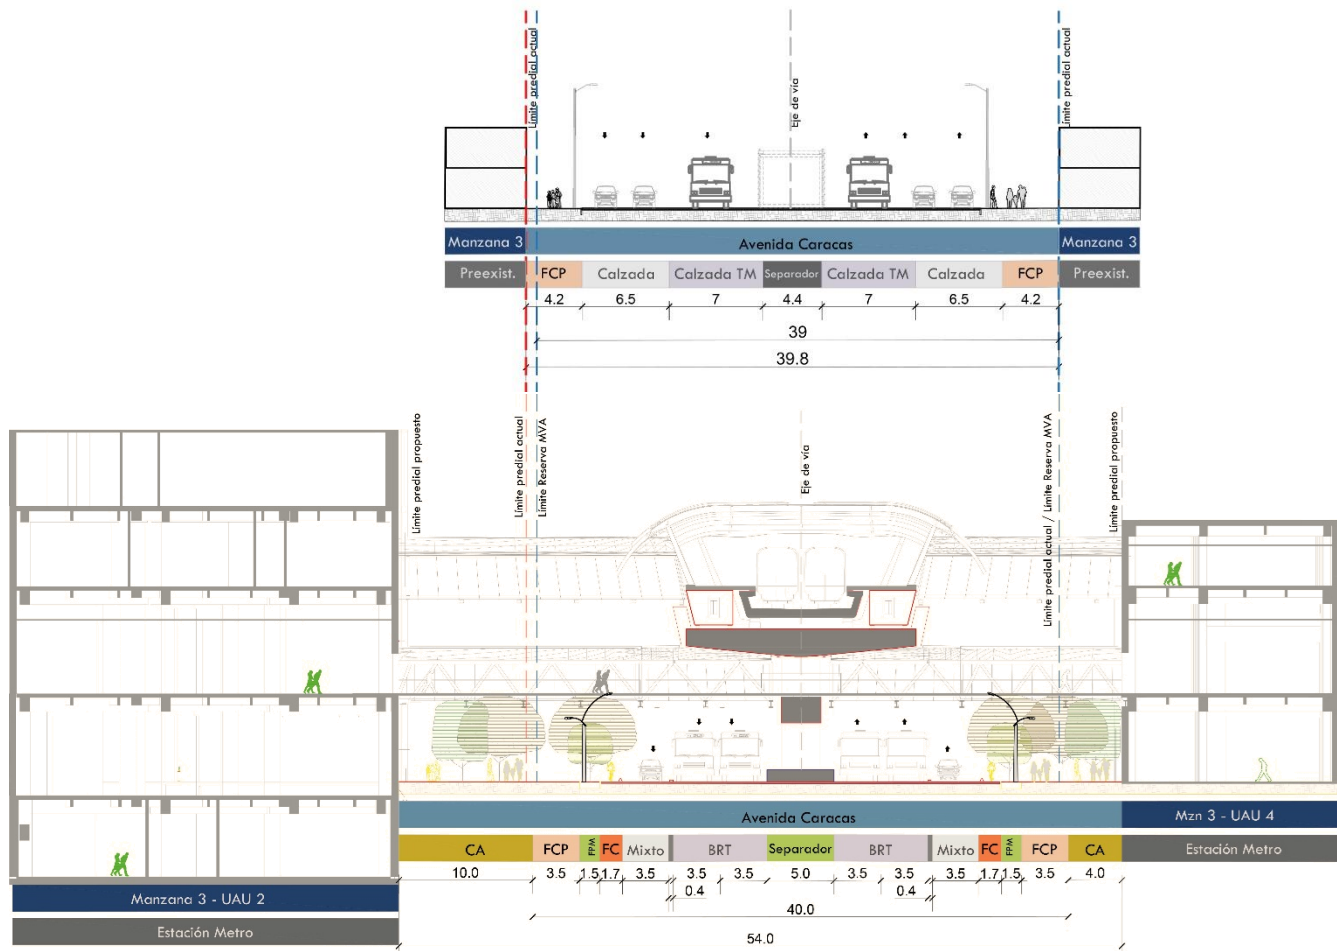 Límite predial actual
Eje de vía
Límite predial actual
Manzana 3
Avenida Caracas
Manzana 3
Preexist.
FCP
Calzada
Calzada TM
Separador
Calzada TM
Calzada
FCP
Preexist.
4.2
6.5
7
4.4
7
6.5
4.2
39
39.8
Límite predial propuesto
Límite predial actual
Límite Reserva MVA
Eje de vía
Límite predial actual / Límite Reserva MVA
Límite predial propuesto
Avenida Caracas
Mzn 3 - UAU 4
CA
FCP
FPM
FC
Mixto
BRT
Separador
BRT
Mixto
FC
FPM
FCP
CA
Estación Metro
10.0
3.5
1.5
1.7
3.5
3.5
3.5
5.0
3.5
3.5
3.5
1.7
1.5
3.5
4.0
0.4
0.4
Manzana 3 - UAU 2
40.0
Estación Metro
54.0